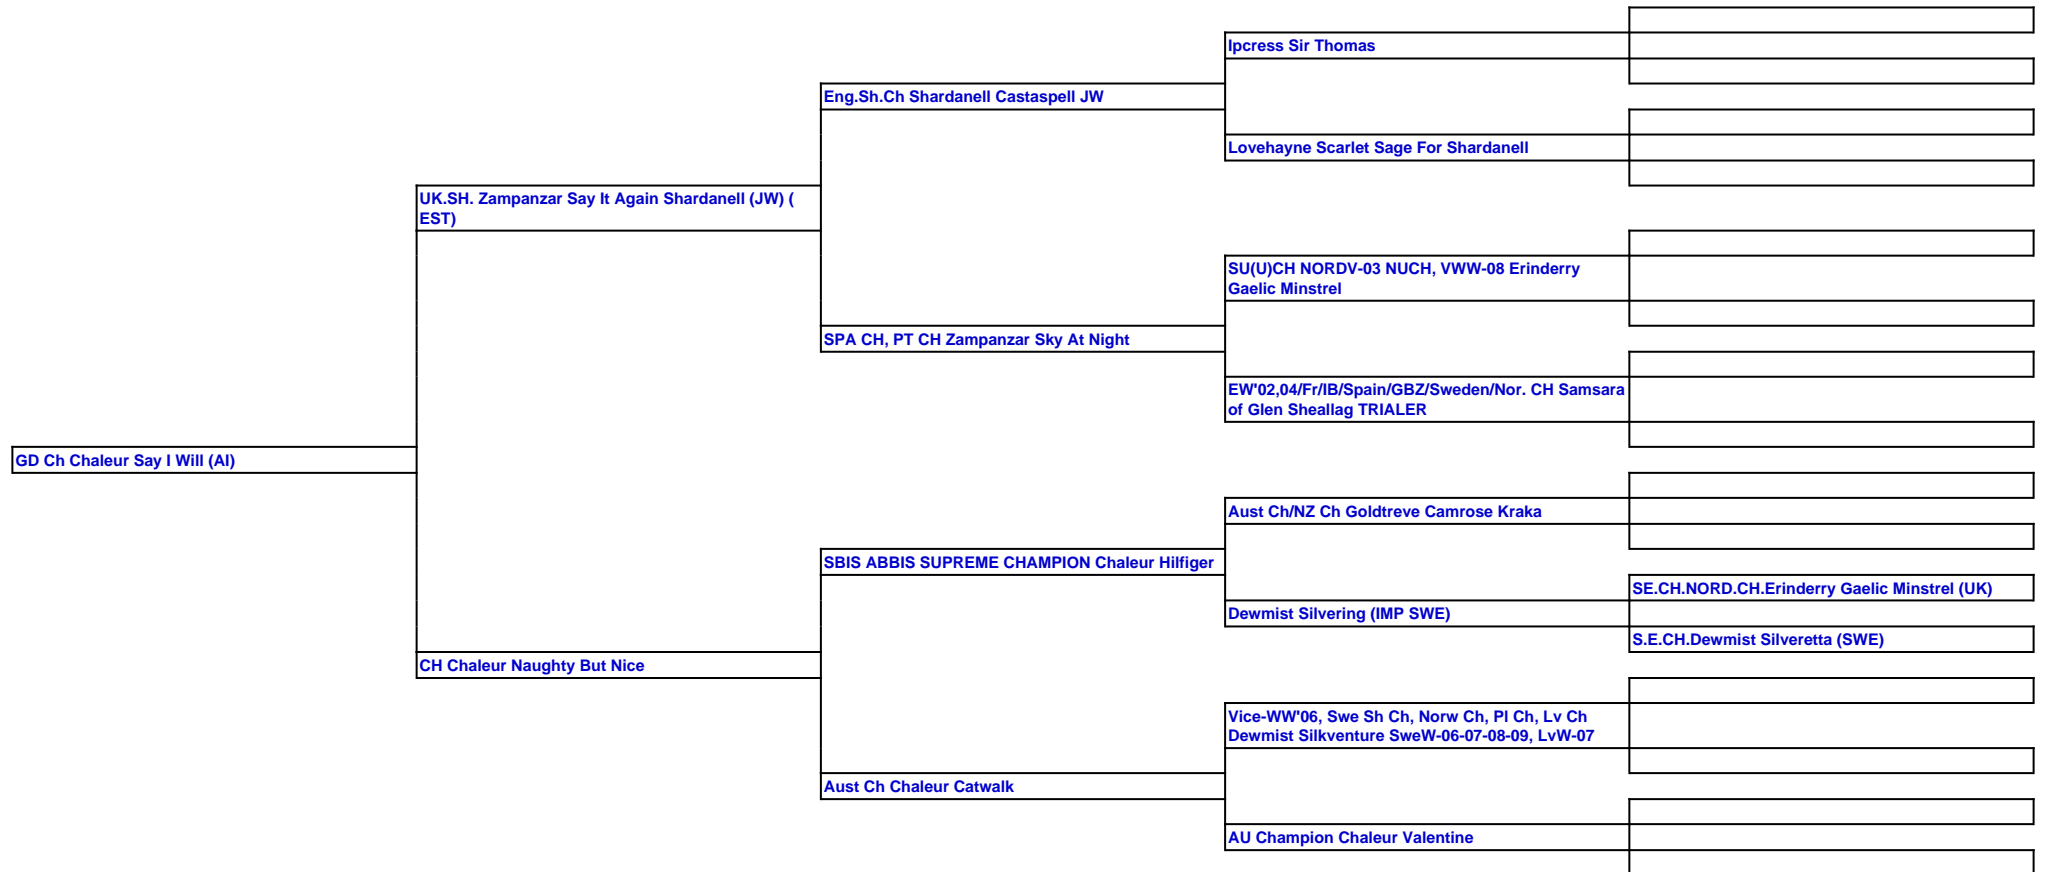 Ipcress Sir Thomas
Eng.Sh.Ch Shardanell Castaspell JW
Lovehayne Scarlet Sage For Shardanell
UK.SH. Zampanzar Say It Again Shardanell (JW) (
EST)
SU(U)CH NORDV-03 NUCH, VWW-08 Erinderry
Gaelic Minstrel
SPA CH, PT CH Zampanzar Sky At Night
EW'02,04/Fr/IB/Spain/GBZ/Sweden/Nor. CH Samsara
of Glen Sheallag TRIALER
GD Ch Chaleur Say I Will (AI)
Aust Ch/NZ Ch Goldtreve Camrose Kraka
SBIS ABBIS SUPREME CHAMPION Chaleur Hilfiger
SE.CH.NORD.CH.Erinderry Gaelic Minstrel (UK)
Dewmist Silvering (IMP SWE)
S.E.CH.Dewmist Silveretta (SWE)
CH Chaleur Naughty But Nice
Vice-WW'06, Swe Sh Ch, Norw Ch, Pl Ch, Lv Ch
Dewmist Silkventure SweW-06-07-08-09, LvW-07
Aust Ch Chaleur Catwalk
AU Champion Chaleur Valentine